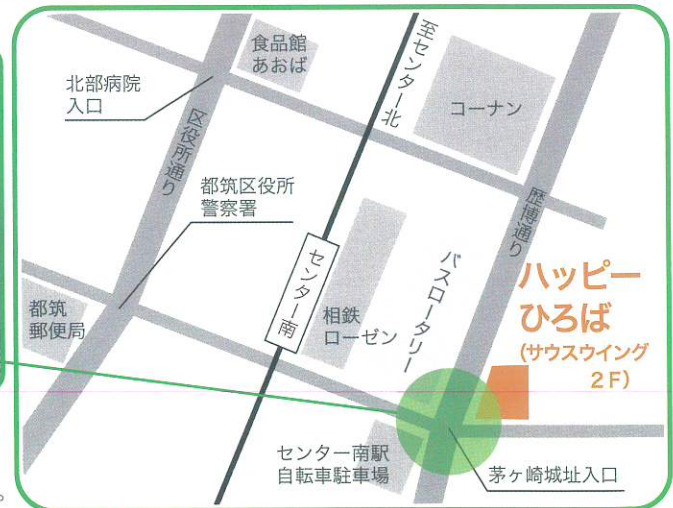 食品館
あおば
至センター北
北部病院
入口
コーナン
区役所通り
都筑区役所
警察署
歴博通り
センター南
バスロータリー
ハッピー
ひろば
(サウスウイング
2F)
都筑
郵便局
相鉄
ローゼン
センター南駅
自転車駐車場
茅ヶ崎城址入口
。